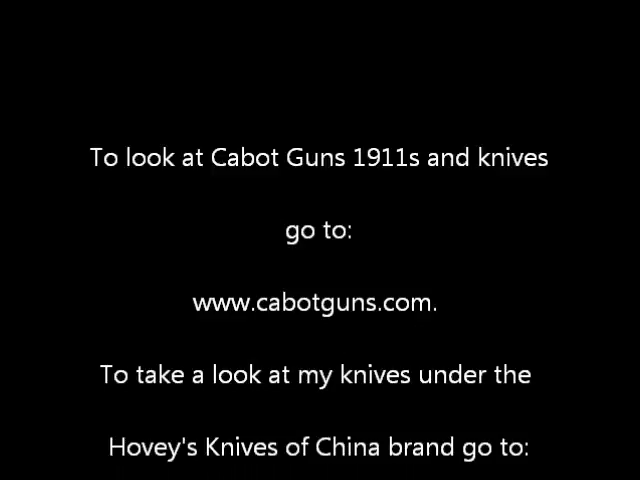 To look at Cabot Guns 1911s and knives
go to:
www.cabotguns.com.
To take a look at my knives under the
Hovey's Knives of China brand go to: